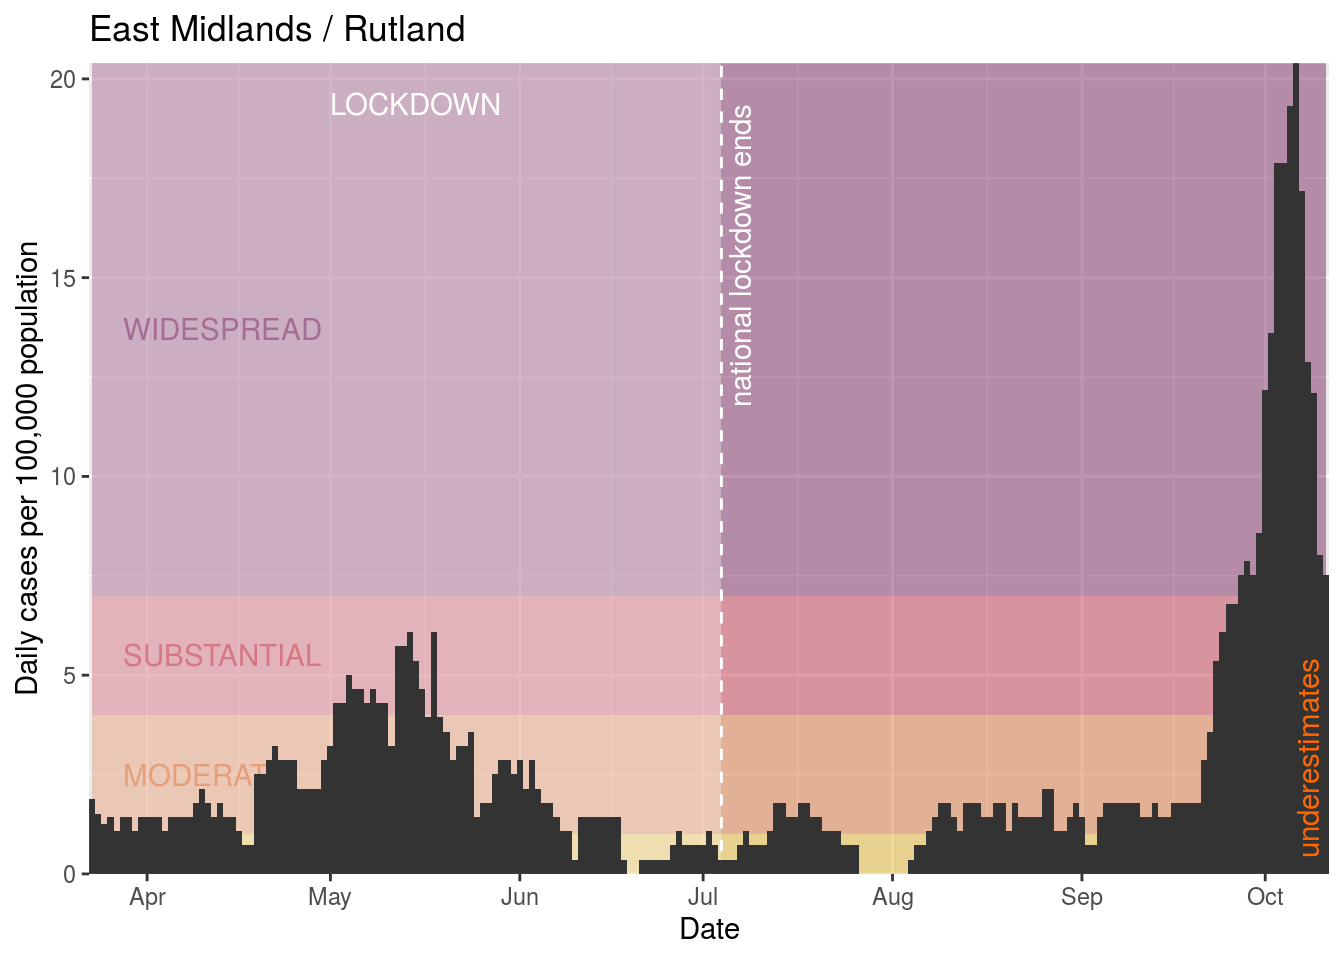 East Midlands / Rutland
Daily cases per 100,000 population
20
15
10
5
0
LOCKDOWN
WIDESPREAD
SUBSTANTIAL
MODERAT
national lockdown ends
underestimates
Apr
May
Jun
Jul
Aug
Sep
Oct
Date